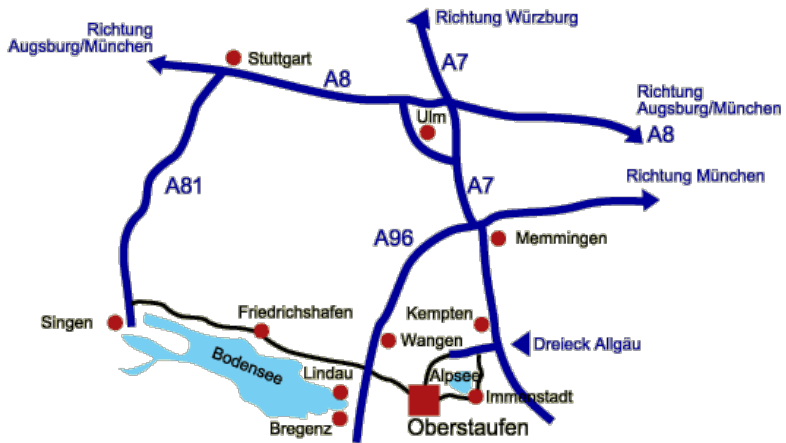 Richtung Würzburg
Richtung
Augsburg/München
Stuttgart
A7
A8
Richtung
Augsburg/München
Ulm
A8
A81
A7
Richtung München
A96
Memmingen
Friedrichshafen
Kempten
Singen
Wangen
Dreieck Allgäu
Bodensee
Lindau
Alpsee
Immenstadt
Bregenz
Oberstaufen